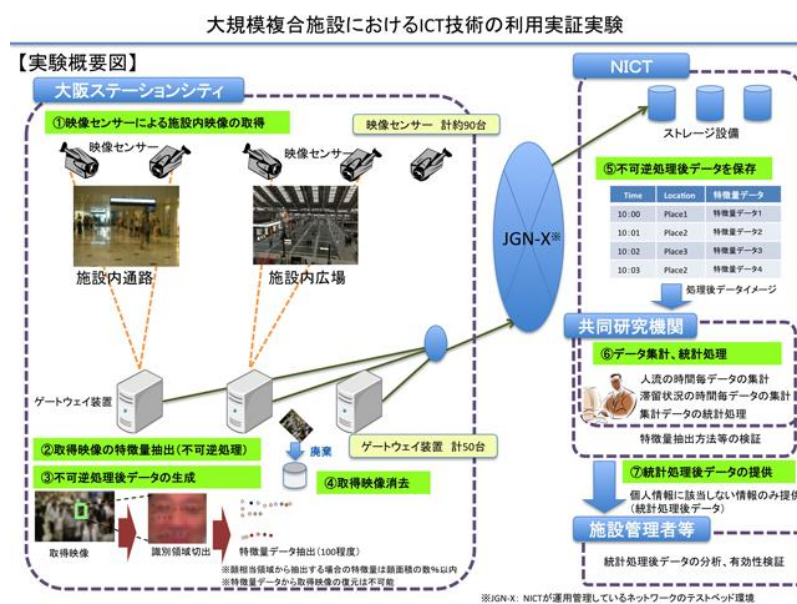 大規模複合施設におけるICT技術の利用実証実験
【実験概要図】
大阪ステーションシティ
①映像センサーによる施設内映像の取得
映像センサー 計約90台
映像センサー
映像センサー
施設内通路
施設内広場
ゲートウェイ装置
ゲートウェイ装置 計50台
②取得映像の特徴量抽出(不可逆処理)
③不可逆処理後データの生成
廃棄
④取得映像消去
取得映像
識別領域切出
特徴量データ抽出(100程度)
※顔相当領域から抽出する場合の特徴量は顔面積の数%以内
※特徴量データから取得映像の復元は不可能
JGN-X※
NICT
ストレージ設備
⑤不可逆処理後データを保存
Time Location 特徴量データ
10:00 Place1 特徴量データ1
10:01 Place2 特徴量データ2
10:02 Place3 特徴量データ3
10:03 Place2 特徴量データ4
処理後データイメージ
共同研究機関
⑥データ集計、統計処理
人流の時間毎データの集計
滞留状況の時間毎データの集計
集計データの統計処理
特徴量抽出方法等の検証
⑦統計処理後データの提供
個人情報に該当しない情報のみ提供
(統計処理後データ)
施設管理者等
統計処理後データの分析、有効性検証
※JGN-X: NICTが運用管理しているネットワークのテストベッド環境